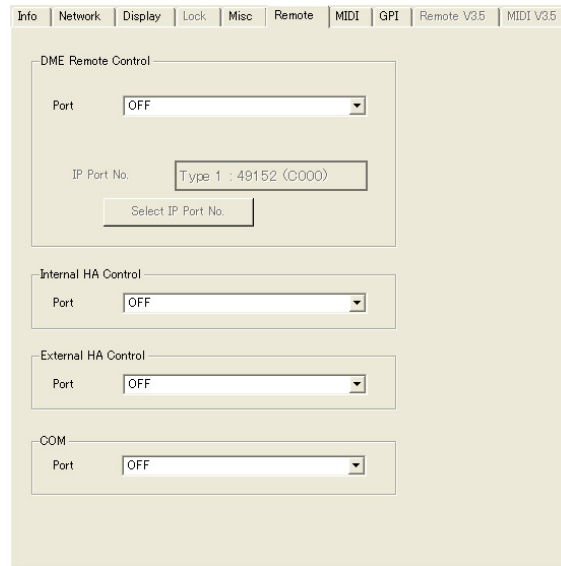 Info Network Display Lock Misc Remote MIDI GPI Remote V3.5 MIDI V3.5
DME Remote Control
Port OFF
IP Port No. Type 1 : 49152 (C000)
Select IP Port No.
Internal HA Control
Port OFF
External HA Control
Port OFF
COM
Port OFF